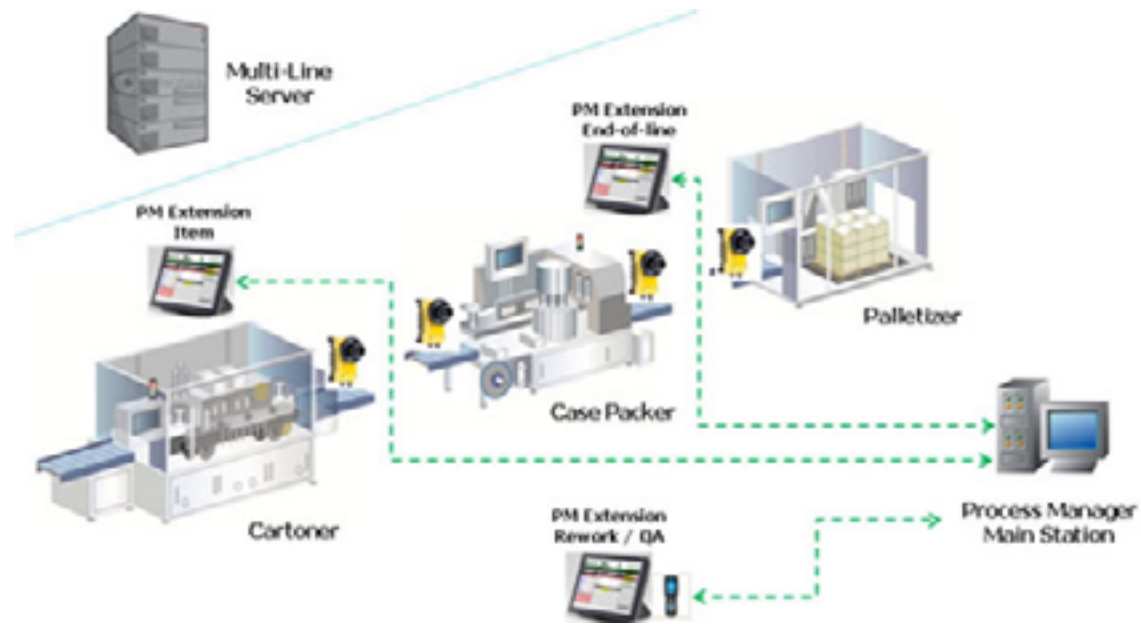 Multi-Line
Server
PM Extension
End-of-line
PM Extension
Item
Palletizer
Case Packer
Cartoner
PM Extension
Rework / QA
Process Manager
Main Station